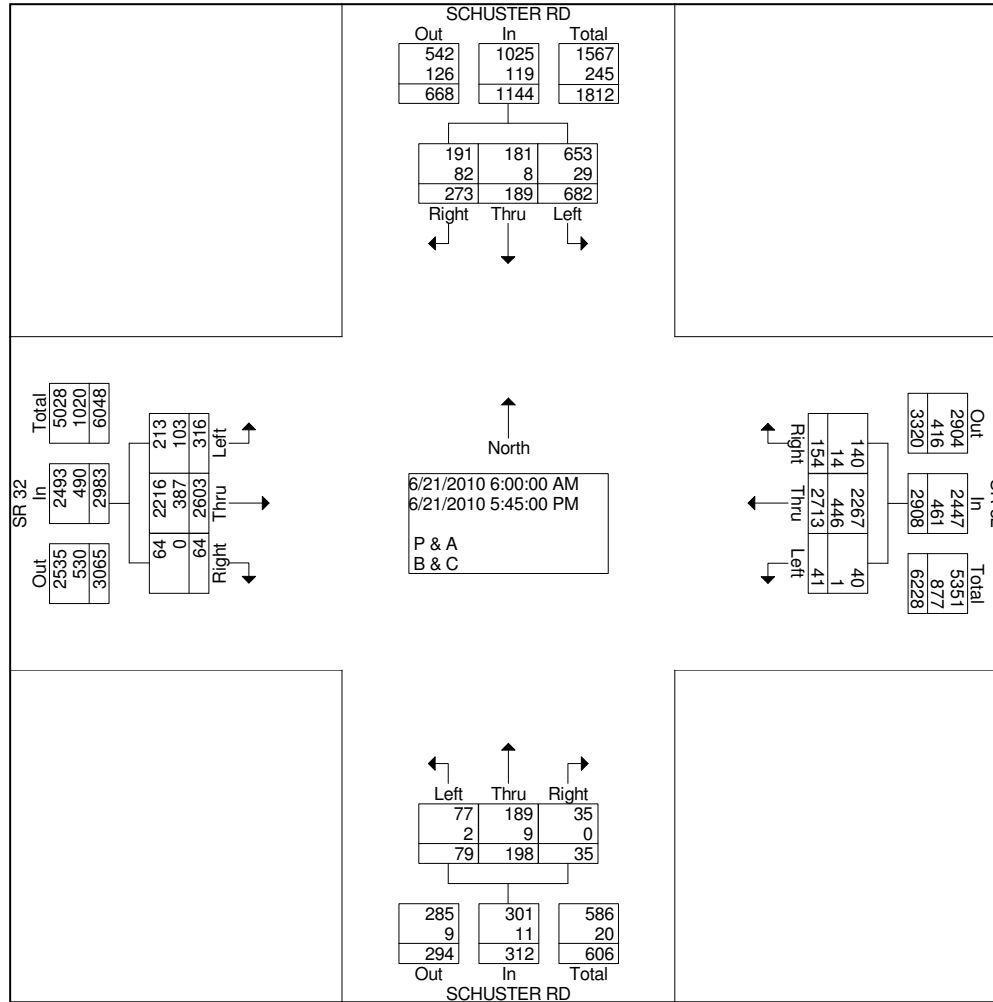 SCHUSTER RD
Out In Total
542 1025 1567
126 119 245
668 1144 1812
191 181 653
82 8 29
273 189 682
Right Thru Left
SR 32
Total In Out
5028 2493 2535
1020 490 530
6048 2983 3065
Left Thru Right
213 2216 64
103 387 0
316 2603 64
North
6/21/2010 6:00:00 AM
6/21/2010 5:45:00 PM
P & A
B & C
Out In Total
2904 2447 5351
416 461 877
3320 2908 6228
140 2267 40
14 446 1
154 2713 41
Right Thru Left
Left Thru Right
77 189 35
2 9 0
79 198 35
285 301 586
9 11 20
294 312 606
Out In Total
SCHUSTER RD